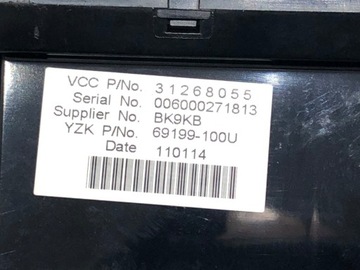 VCC P/No. 31268055
Serial No. 006000271813
Supplier No. BK9KB
YZK P/No. 69199-100U
Date 110114